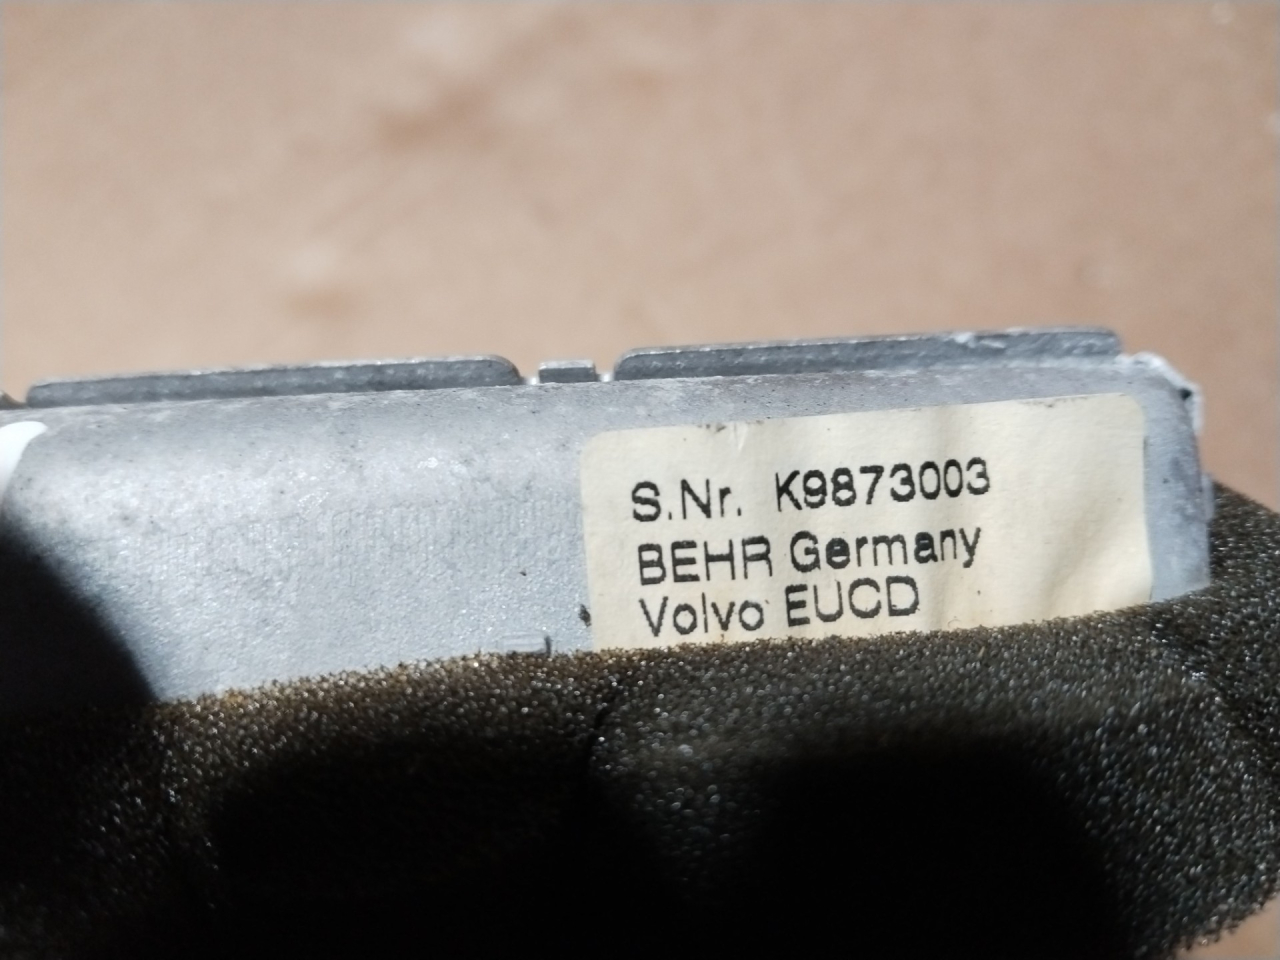 S.Nr. K9873003
BEHR Germany
Volvo EUCD